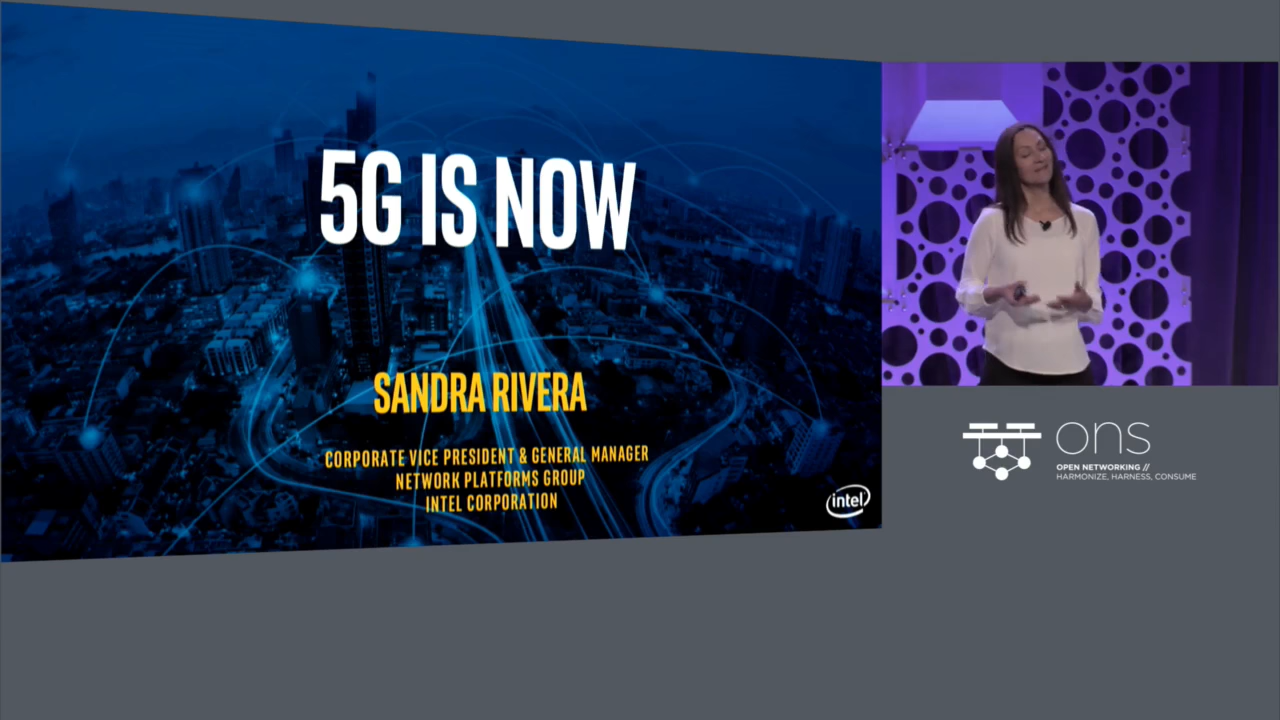 5G IS NOW
SANDRA RIVERA
CORPORATE VICE PRESIDENT & GENERAL MANAGER
NETWORK PLATFORMS GROUP
INTEL CORPORATION
intel
ons
OPEN NETWORKING //
HARMONIZE, HARNESS, CONSUME